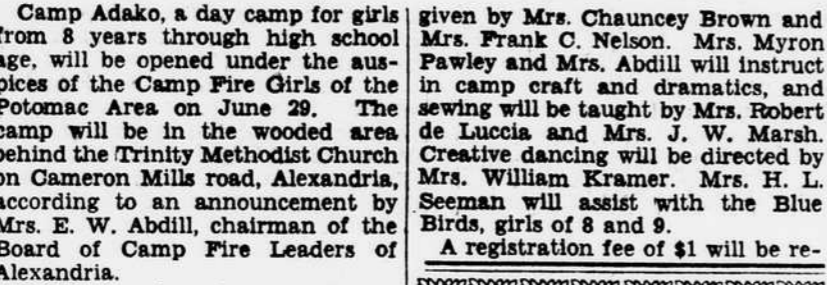 Camp Adako, a day camp for girls
from 8 years through high school
age, will be opened under the aus-
pices of the Camp Fire Girls of the
Potomac Area on June 29. The
camp will be in the wooded area
behind the Trinity Methodist Church
on Cameron Mills road, Alexandria,
according to an announcement by
Mrs. E. W. Abdill, chairman of the
Board of Camp Fire Leaders of
Alexandria.
given by Mrs. Chauncey Brown and
Mrs. Frank C. Nelson. Mrs. Myron
Pawley and Mrs. Abdill will instruct
in camp craft and dramatics, and
sewing will be taught by Mrs. Robert
de Luccia and Mrs. J. W. Marsh.
Creative dancing will be directed by
Mrs. William Kramer. Mrs. H. L.
Seeman will assist with the Blue
Birds, girls of 8 and 9.
A registration fee of $1 will be re-